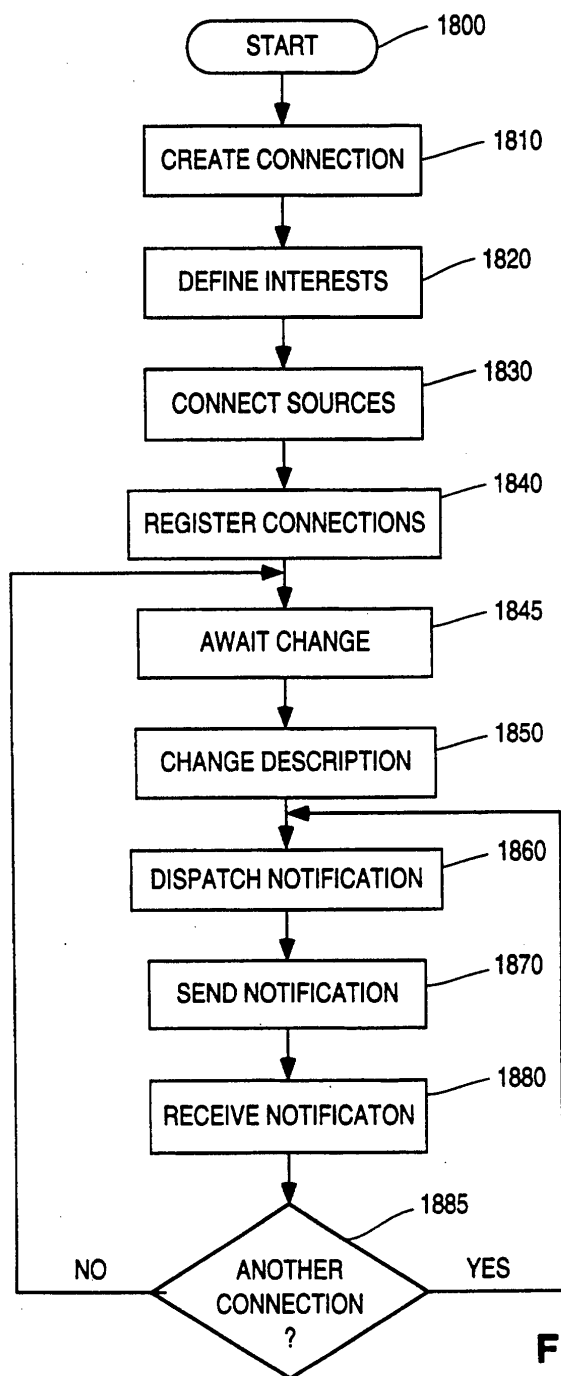 START
1800
CREATE CONNECTION
1810
DEFINE INTERESTS
1820
CONNECT SOURCES
1830
REGISTER CONNECTIONS
1840
AWAIT CHANGE
1845
CHANGE DESCRIPTION
1850
DISPATCH NOTIFICATION
1860
SEND NOTIFICATION
1870
RECEIVE NOTIFICATON
1880
1885
NO
ANOTHER
CONNECTION
?
YES
F